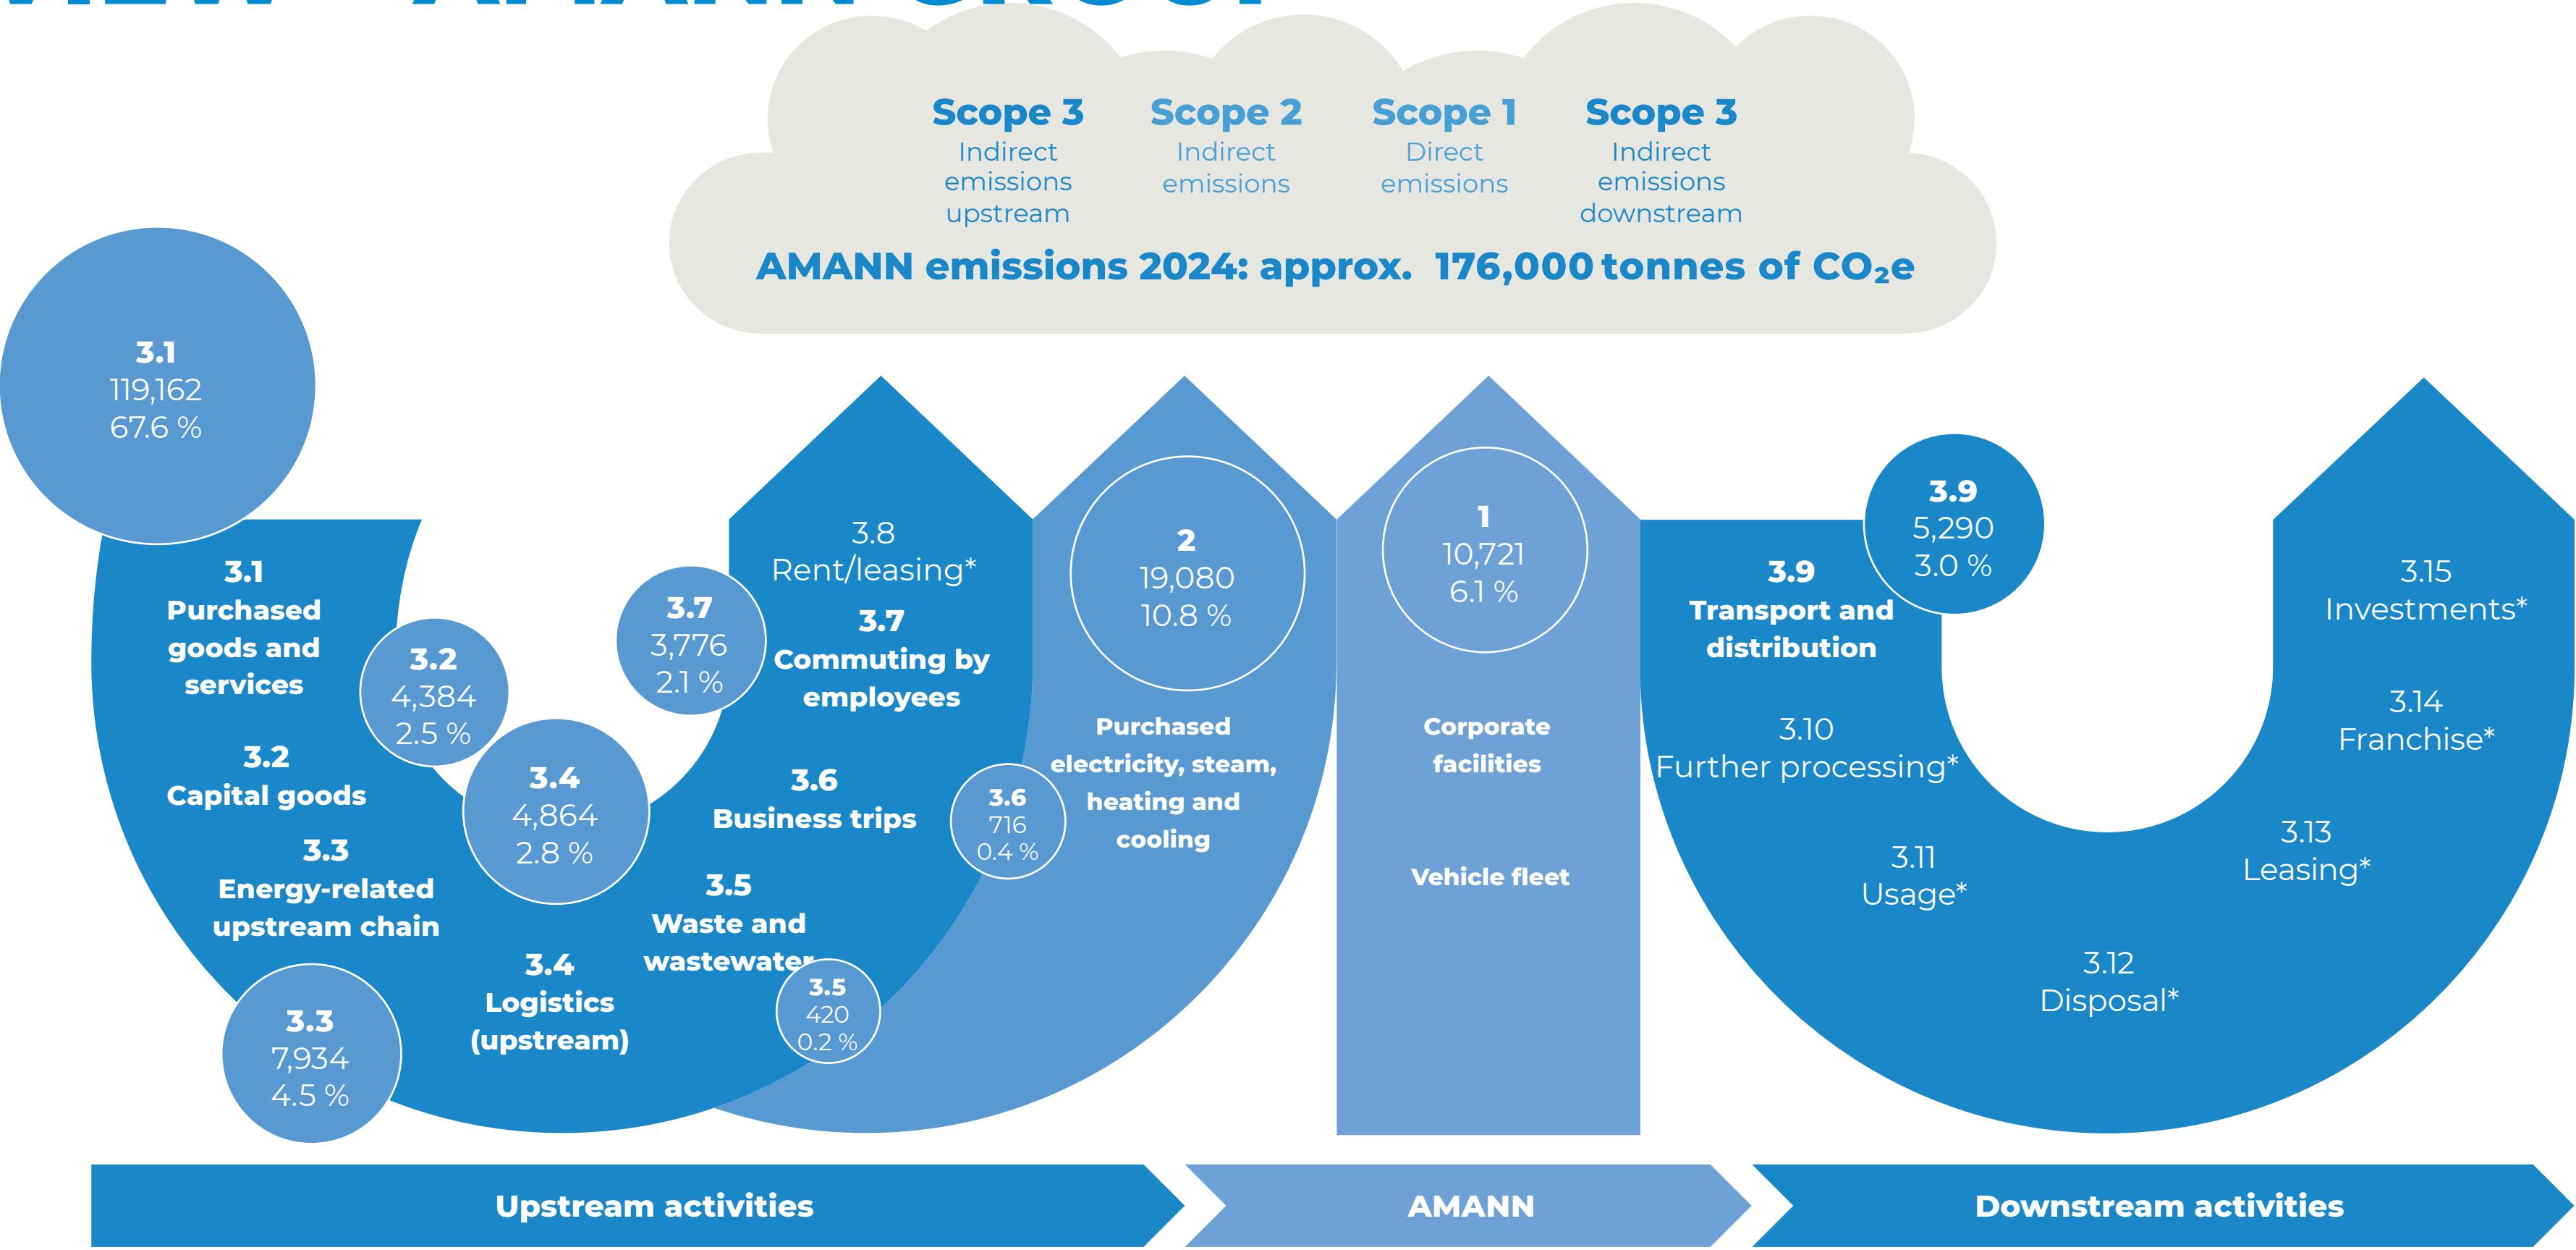 Scope 3
Indirect
emissions
upstream
Scope 2
Indirect
emissions
Scope 1
Direct
emissions
Scope 3
Indirect
emissions
downstream
AMANN emissions 2024: approx. 176,000 tonnes of CO₂e
3.1
119,162
67.6 %
3.1
Purchased
goods and
services
3.2
4,384
2.5 %
3.2
Capital goods
3.3
Energy-related
upstream chain
3.3
7,934
4.5 %
3.4
4,864
2.8 %
3.4
Logistics
(upstream)
3.5
Waste and
wastewater
3.5
420
0.2 %
3.6
Business trips
3.6
716
0.4 %
3.7
3,776
2.1 %
3.7
Commuting by
employees
3.8
Rent/leasing*
2
19,080
10.8 %
Purchased
electricity, steam,
heating and
cooling
1
10,721
6.1 %
Corporate
facilities
Vehicle fleet
3.9
5,290
3.0 %
3.9
Transport and
distribution
3.10
Further processing*
3.11
Usage*
3.12
Disposal*
3.13
Leasing*
3.14
Franchise*
3.15
Investments*
Upstream activities
AMANN
Downstream activities